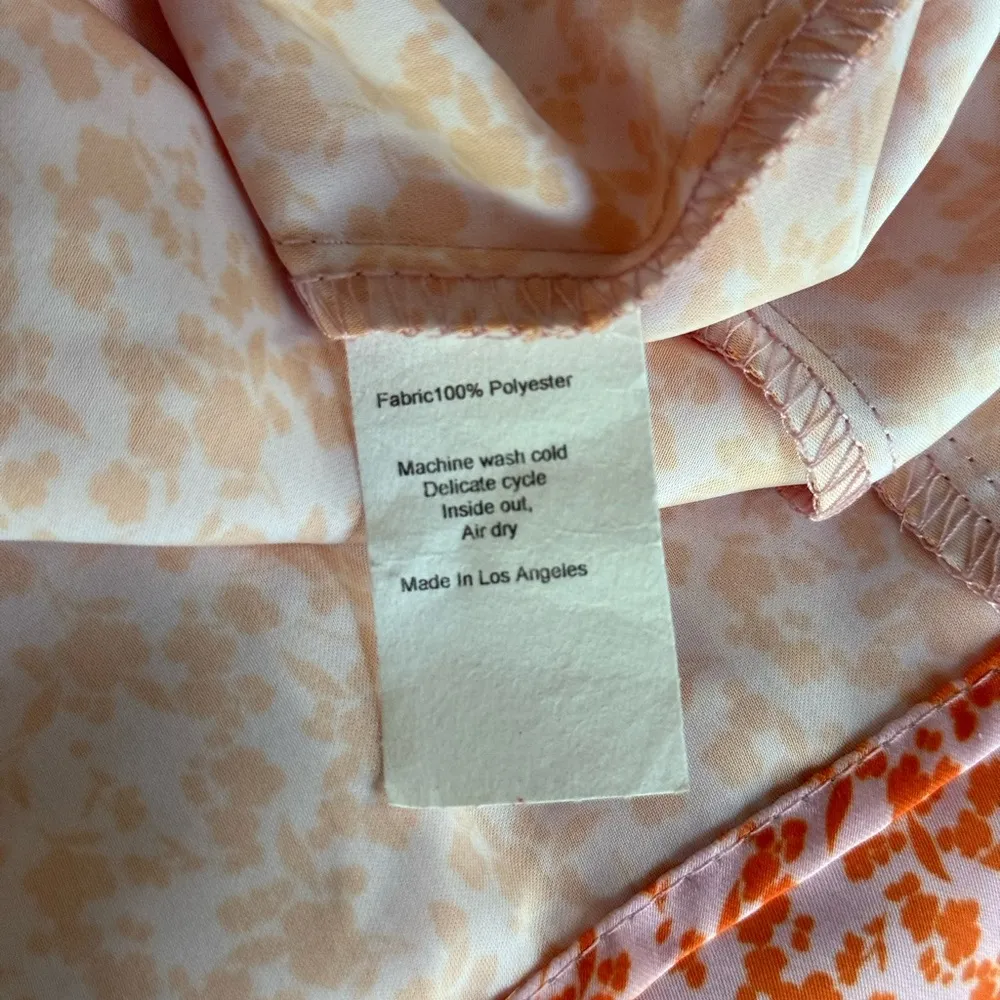 Fabric100% Polyester
Machine wash cold
Delicate cycle
Inside out,
Air dry
Made In Los Angeles